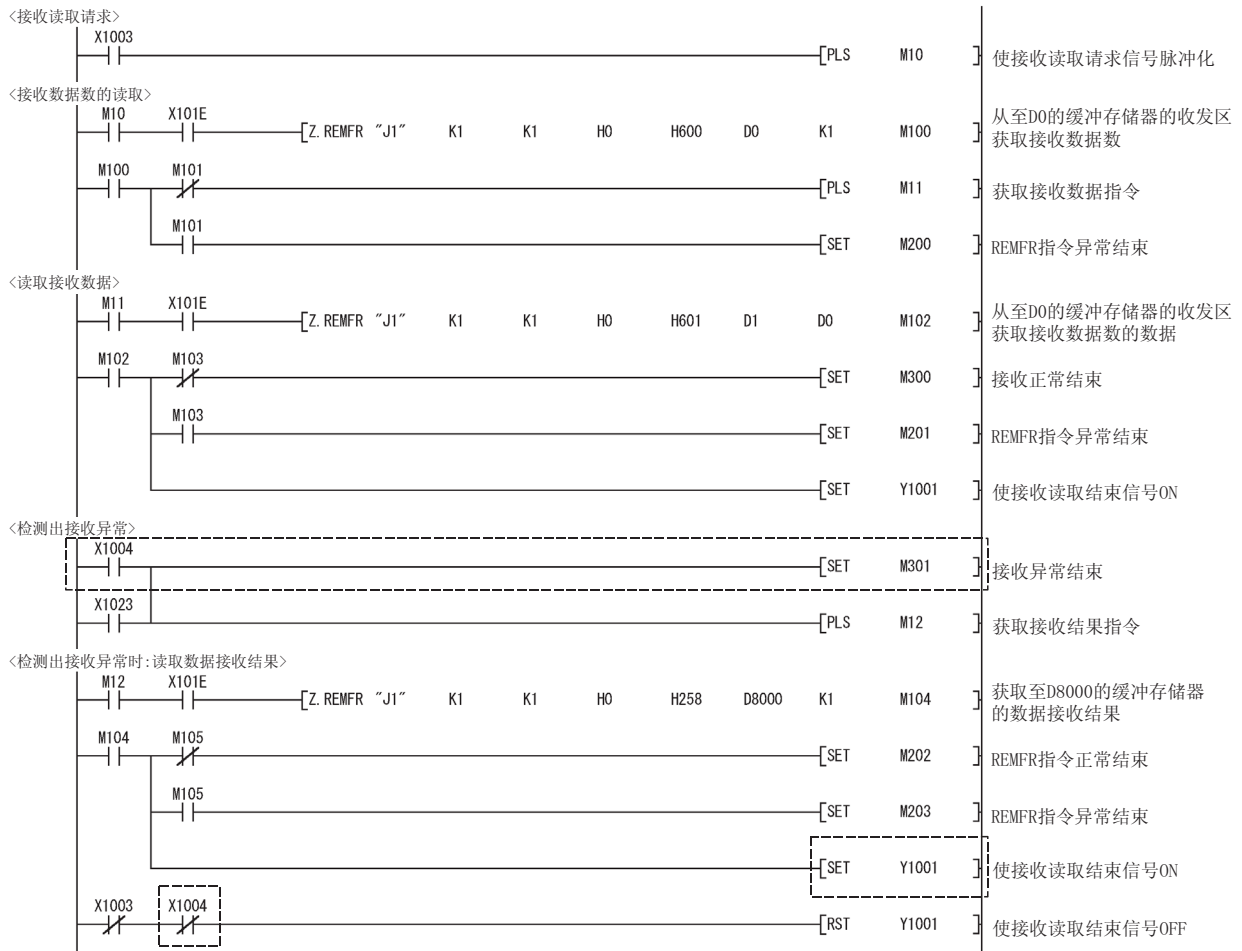 <接收读取请求>
X1003
[PLS M10 ] 使接收读取请求信号脉冲化
<接收数据数的读取>
M10 X101E
[Z.REMFR "J1" K1 K1 H0 H600 D0 K1 M100 ] 从至D0的缓冲存储器的收发区
获取接收数据数
M100 M101
[PLS M11 ] 获取接收数据指令
M101
[SET M200 ] REMFR指令异常结束
<读取接收数据>
M11 X101E
[Z.REMFR "J1" K1 K1 H0 H601 D1 D0 M102 ] 从至D0的缓冲存储器的收发区
获取接收数据数的数据
M102 M103
[SET M300 ] 接收正常结束
M103
[SET M201 ] REMFR指令异常结束
[SET Y1001 ] 使接收读取结束信号ON
<检测出接收异常>
X1004
[SET M301 ] 接收异常结束
X1023
[PLS M12 ] 获取接收结果指令
<检测出接收异常时:读取数据接收结果>
M12 X101E
[Z.REMFR "J1" K1 K1 H0 H258 D8000 K1 M104 ] 获取至D8000的缓冲存储器
的数据接收结果
M104 M105
[SET M202 ] REMFR指令正常结束
M105
[SET M203 ] REMFR指令异常结束
[SET Y1001 ] 使接收读取结束信号ON
X1003 X1004
[RST Y1001 ] 使接收读取结束信号OFF